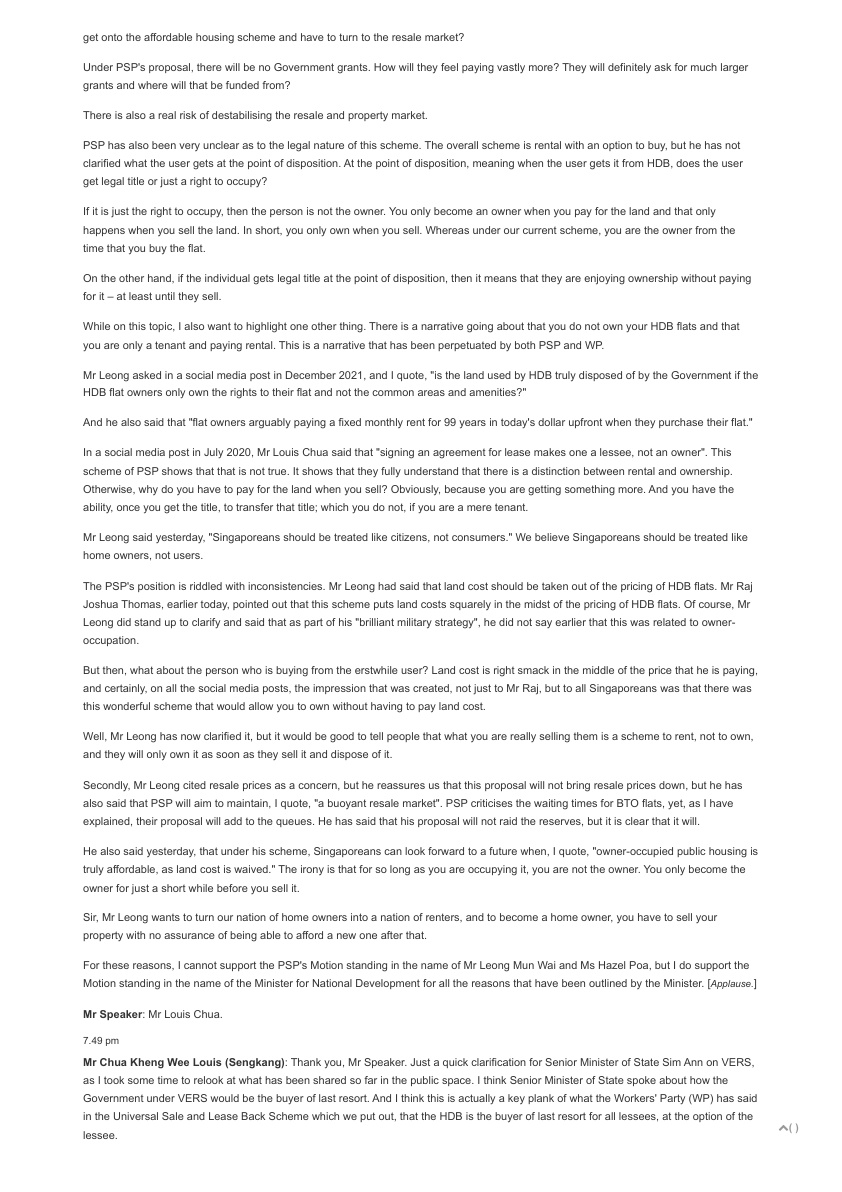 get onto the affordable housing scheme and have to turn to the resale market?
Under PSP's proposal, there will be no Government grants. How will they feel paying vastly more? They will definitely ask for much larger
grants and where will that be funded from?
There is also a real risk of destabilising the resale and property market.
PSP has also been very unclear as to the legal nature of this scheme. The overall scheme is rental with an option to buy, but he has not
clarified what the user gets at the point of disposition. At the point of disposition, meaning when the user gets it from HDB, does the user
get legal title or just a right to occupy?
If it is just the right to occupy, then the person is not the owner. You only become an owner when you pay for the land and that only
happens when you sell the land. In short, you only own when you sell. Whereas under our current scheme, you are the owner from the
time that you buy the flat.
On the other hand, if the individual gets legal title at the point of disposition, then it means that they are enjoying ownership without paying
for it – at least until they sell.
While on this topic, I also want to highlight one other thing. There is a narrative going about that you do not own your HDB flats and that
you are only a tenant and paying rental. This is a narrative that has been perpetuated by both PSP and WP.
Mr Leong asked in a social media post in December 2021, and I quote, "is the land used by HDB truly disposed of by the Government if the
HDB flat owners only own the rights to their flat and not the common areas and amenities?"
And he also said that "flat owners arguably paying a fixed monthly rent for 99 years in today's dollar upfront when they purchase their flat."
In a social media post in July 2020, Mr Louis Chua said that "signing an agreement for lease makes one a lessee, not an owner". This
scheme of PSP shows that that is not true. It shows that they fully understand that there is a distinction between rental and ownership.
Otherwise, why do you have to pay for the land when you sell? Obviously, because you are getting something more. And you have the
ability, once you get the title, to transfer that title; which you do not, if you are a mere tenant.
Mr Leong said yesterday, "Singaporeans should be treated like citizens, not consumers." We believe Singaporeans should be treated like
home owners, not users.
The PSP's position is riddled with inconsistencies. Mr Leong had said that land cost should be taken out of the pricing of HDB flats. Mr Raj
Joshua Thomas, earlier today, pointed out that this scheme puts land costs squarely in the midst of the pricing of HDB flats. Of course, Mr
Leong did stand up to clarify and said that as part of his "brilliant military strategy", he did not say earlier that this was related to owner-
occupation.
But then, what about the person who is buying from the erstwhile user? Land cost is right smack in the middle of the price that he is paying,
and certainly, on all the social media posts, the impression that was created, not just to Mr Raj, but to all Singaporeans was that there was
this wonderful scheme that would allow you to own without having to pay land cost.
Well, Mr Leong has now clarified it, but it would be good to tell people that what you are really selling them is a scheme to rent, not to own,
and they will only own it as soon as they sell it and dispose of it.
Secondly, Mr Leong cited resale prices as a concern, but he reassures us that this proposal will not bring resale prices down, but he has
also said that PSP will aim to maintain, I quote, "a buoyant resale market". PSP criticises the waiting times for BTO flats, yet, as I have
explained, their proposal will add to the queues. He has said that his proposal will not raid the reserves, but it is clear that it will.
He also said yesterday, that under his scheme, Singaporeans can look forward to a future when, I quote, "owner-occupied public housing is
truly affordable, as land cost is waived." The irony is that for so long as you are occupying it, you are not the owner. You only become the
owner for just a short while before you sell it.
Sir, Mr Leong wants to turn our nation of home owners into a nation of renters, and to become a home owner, you have to sell your
property with no assurance of being able to afford a new one after that.
For these reasons, I cannot support the PSP's Motion standing in the name of Mr Leong Mun Wai and Ms Hazel Poa, but I do support the
Motion standing in the name of the Minister for National Development for all the reasons that have been outlined by the Minister. [Applause.]
Mr Speaker: Mr Louis Chua.
7.49 pm
Mr Chua Kheng Wee Louis (Sengkang): Thank you, Mr Speaker. Just a quick clarification for Senior Minister of State Sim Ann on VERS,
as I took some time to relook at what has been shared so far in the public space. I think Senior Minister of State spoke about how the
Government under VERS would be the buyer of last resort. And I think this is actually a key plank of what the Workers' Party (WP) has said
in the Universal Sale and Lease Back Scheme which we put out, that the HDB is the buyer of last resort for all lessees, at the option of the
lessee.
( )